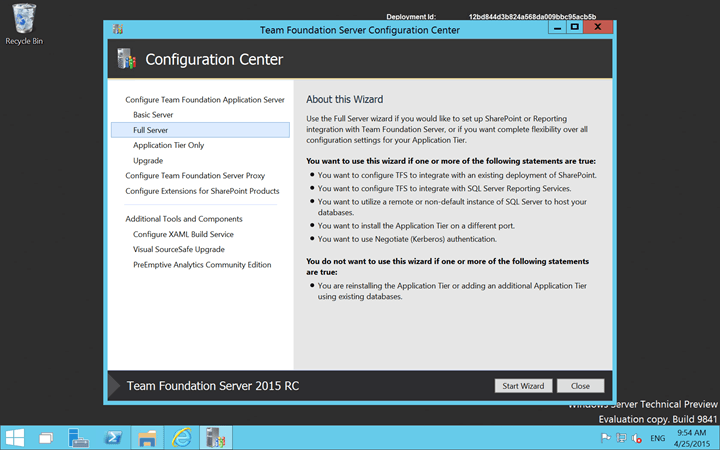 Recycle Bin
Deployment Id: 12bd844d3b824a568da009bbc95acb5b
Team Foundation Server Configuration Center
Configuration Center
Configure Team Foundation Application Server
Basic Server
Full Server
Application Tier Only
Upgrade
Configure Team Foundation Server Proxy
Configure Extensions for SharePoint Products
Additional Tools and Components
Configure XAML Build Service
Visual SourceSafe Upgrade
PreEmptive Analytics Community Edition
About this Wizard
Use the Full Server wizard if you would like to set up SharePoint or Reporting
integration with Team Foundation Server, or if you want complete flexibility over all
configuration settings for your Application Tier.
You want to use this wizard if one or more of the following statements are true:
• You want to configure TFS to integrate with an existing deployment of SharePoint.
• You want to configure TFS to integrate with SQL Server Reporting Services.
• You want to utilize a remote or non-default instance of SQL Server to host your
databases.
• You want to install the Application Tier on a different port.
• You want to use Negotiate (Kerberos) authentication.
You do not want to use this wizard if one or more of the following statements
are true:
• You are reinstalling the Application Tier or adding an additional Application Tier
using existing databases.
Team Foundation Server 2015 RC
Start Wizard
Close
Windows Server Technical Preview
Evaluation copy. Build 9841
ENG
9:54 AM
4/25/2015